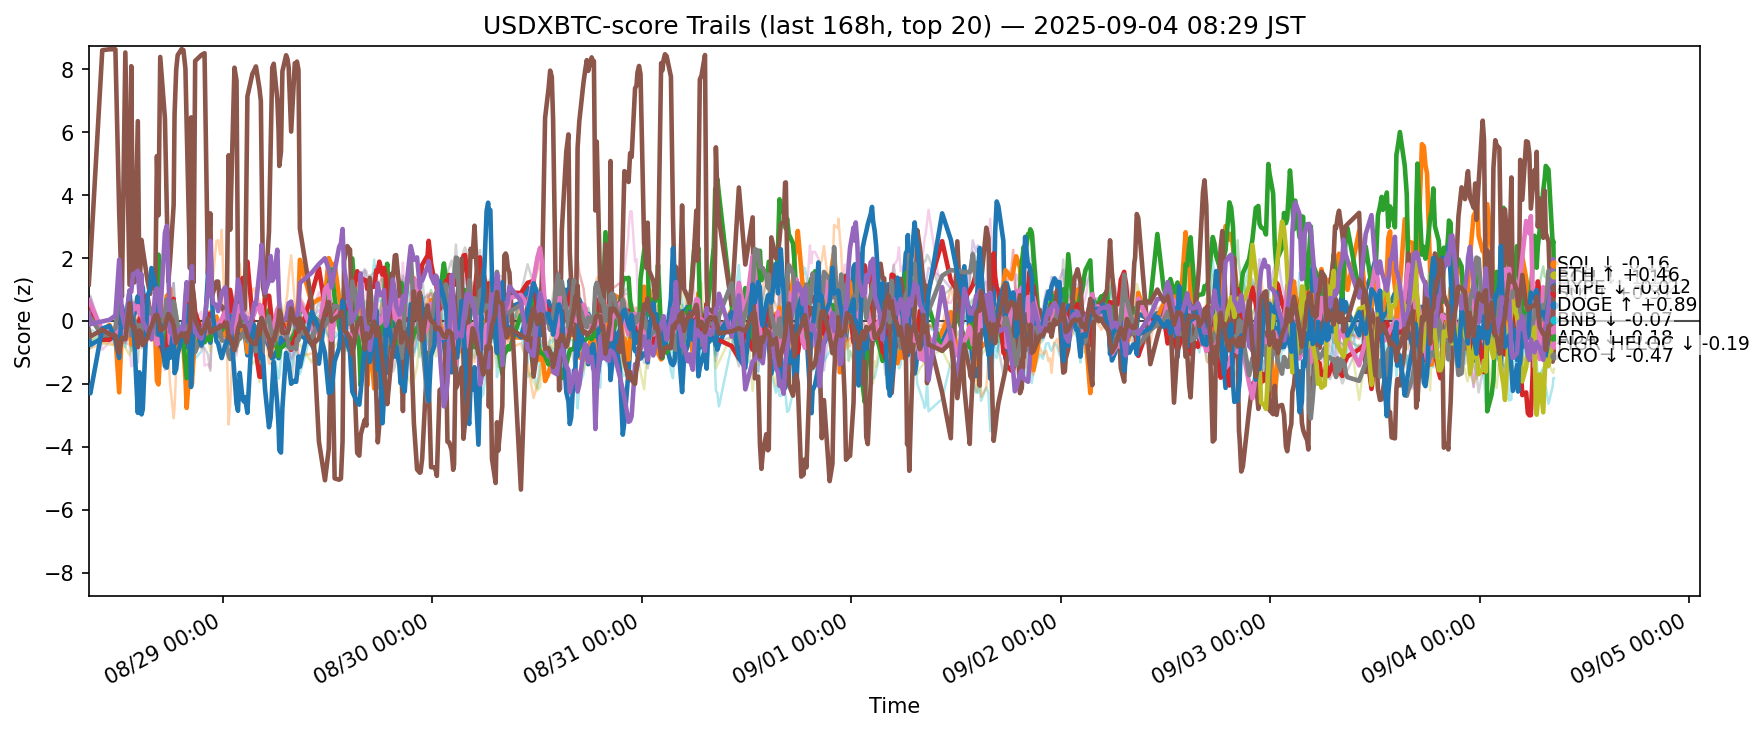 USDXBTC-score Trails (last 168h, top 20) — 2025-09-04 08:29 JST
Score (z)
8
6
4
2
0
−2
−4
−6
−8
SOL ↓ -0.16
ETH ↑ +0.46
HYPE ↓ -0.012
DOGE ↑ +0.89
BNB ↓ -0.07
ADA ↓ -0.18
↓ -0.19
CRO ↓ -0.47
08/29 00:00
08/30 00:00
08/31 00:00
09/01 00:00
09/02 00:00
09/03 00:00
09/04 00:00
09/05 00:00
Time